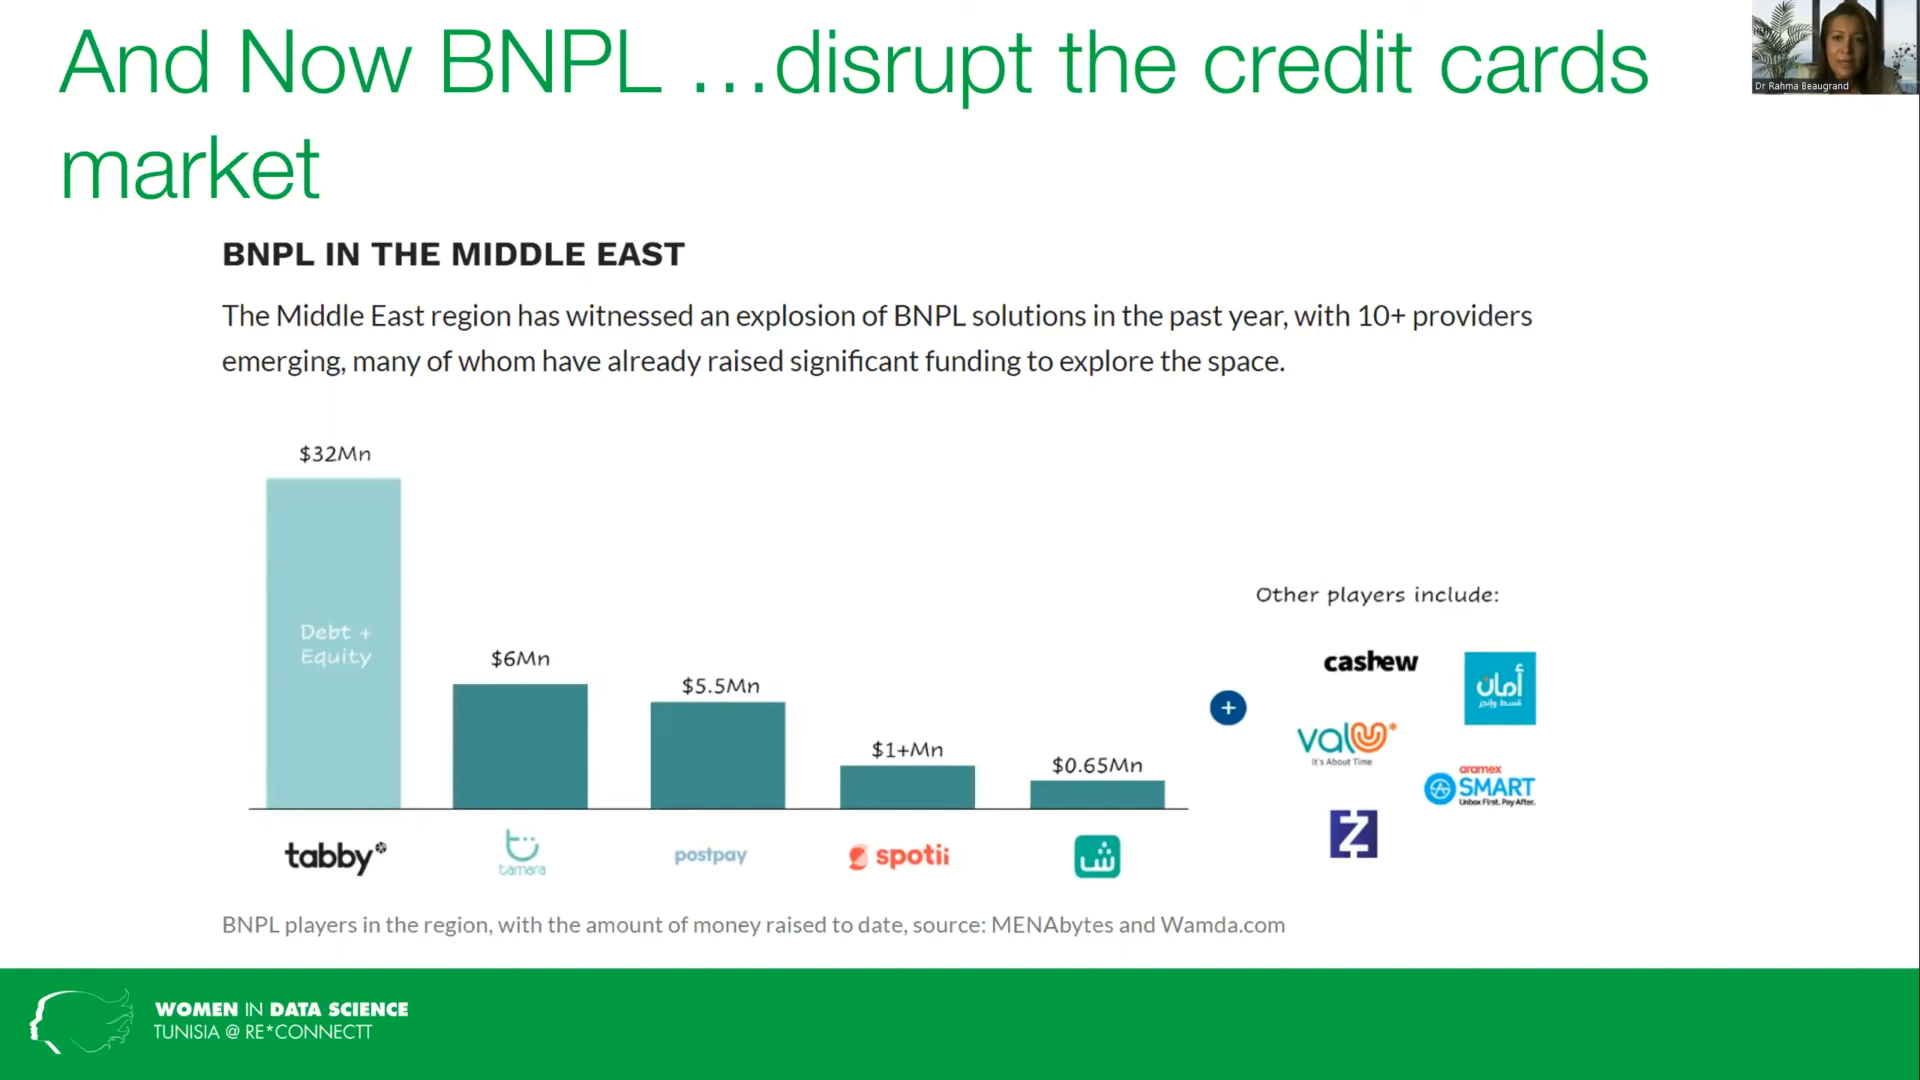 And Now BNPL ...disrupt the credit cards
market
Dr Rahma Beaugrand
BNPL IN THE MIDDLE EAST
The Middle East region has witnessed an explosion of BNPL solutions in the past year, with 10+ providers
emerging, many of whom have already raised significant funding to explore the space.
$32Mn
Debt +
Equity
$6Mn
$5.5Mn
$1+Mn
$0.65Mn
tabby
tamara
postpay
spotii
ش
Other players include:
+
cashew
أمان
قسط وإنجز
valU*
It's About Time
aramex
SMART
Unbox First. Pay After.
Z
BNPL players in the region, with the amount of money raised to date, source: MENAbytes and Wamda.com
WOMEN IN DATA SCIENCE
TUNISIA @ RE*CONNECTT